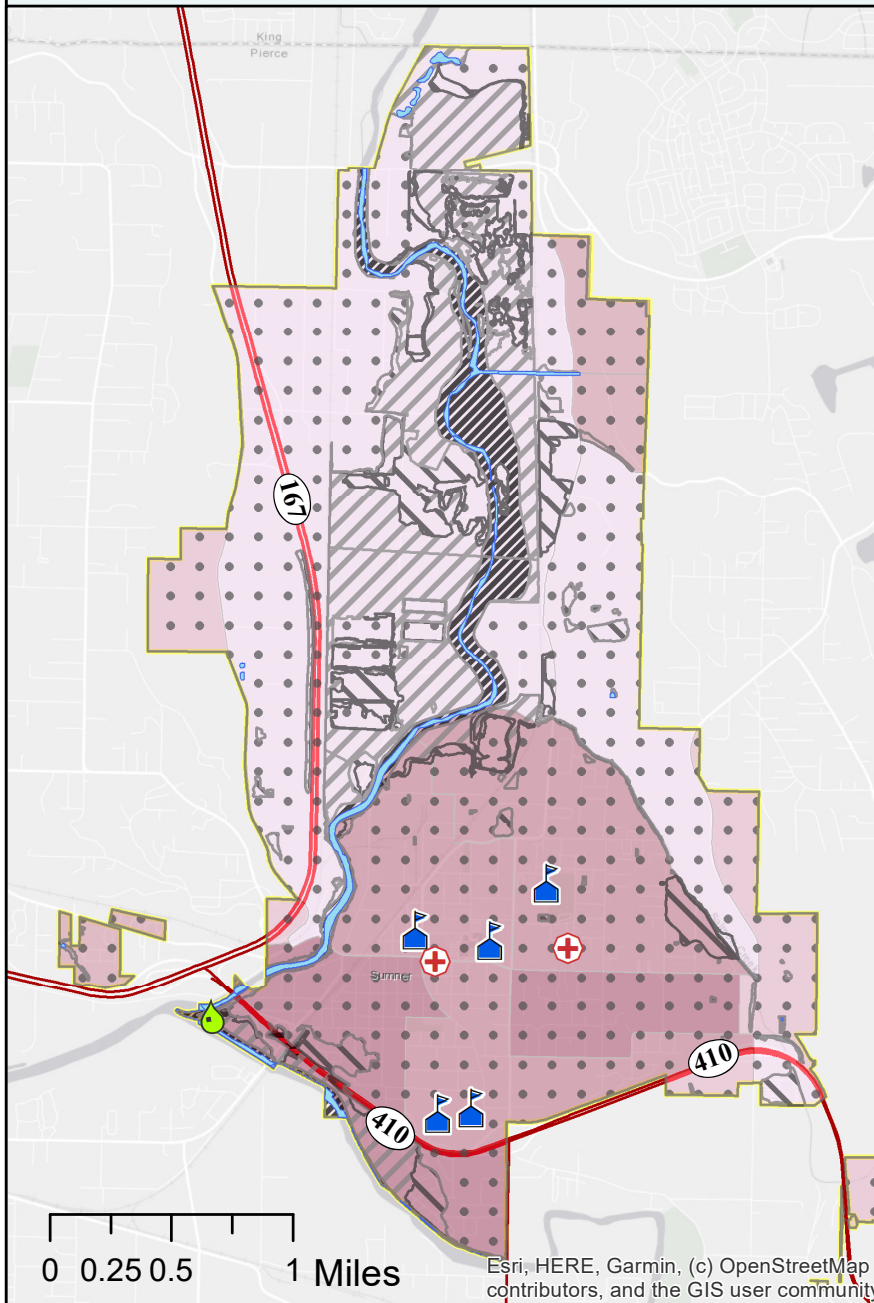 King
Pierce
167
Sumner
410
410
0 0.25 0.5 1 Miles
Esri, HERE, Garmin, (c) OpenStreetMap
contributors, and the GIS user community